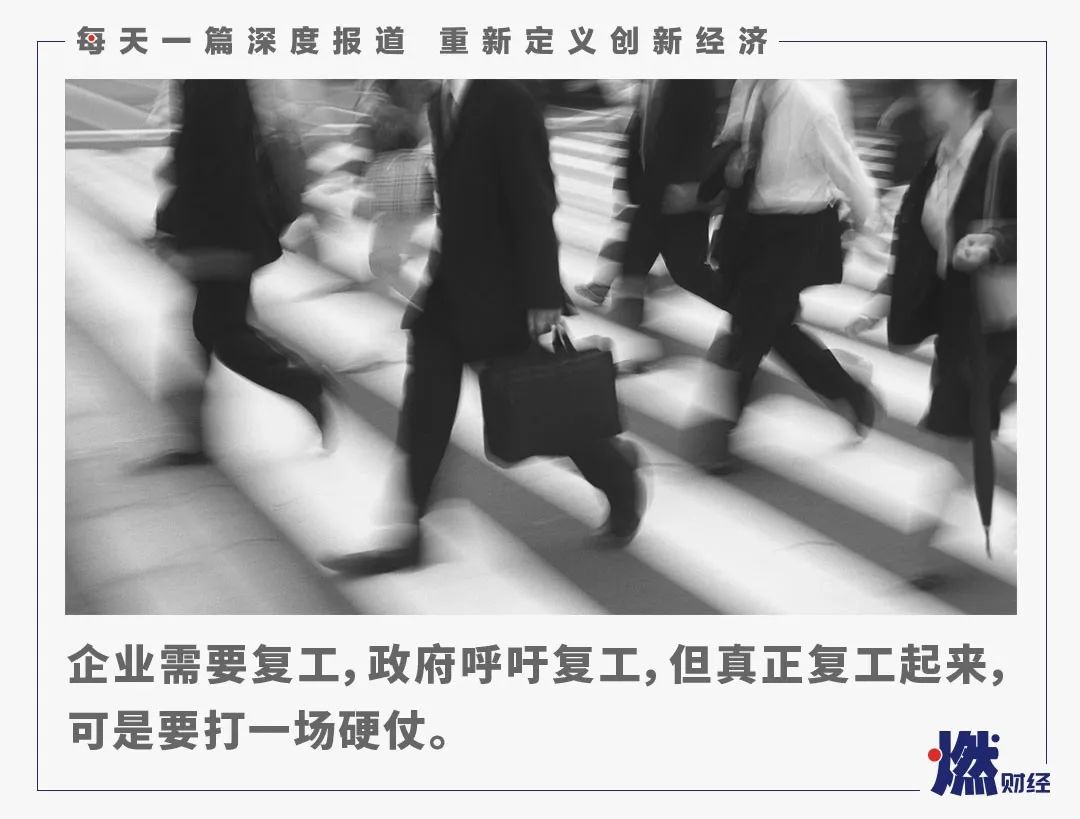 每天一篇深度报道 重新定义创新经济
企业需要复工，政府呼吁复工，但真正复工起来，
可是要打一场硬仗。
燃财经